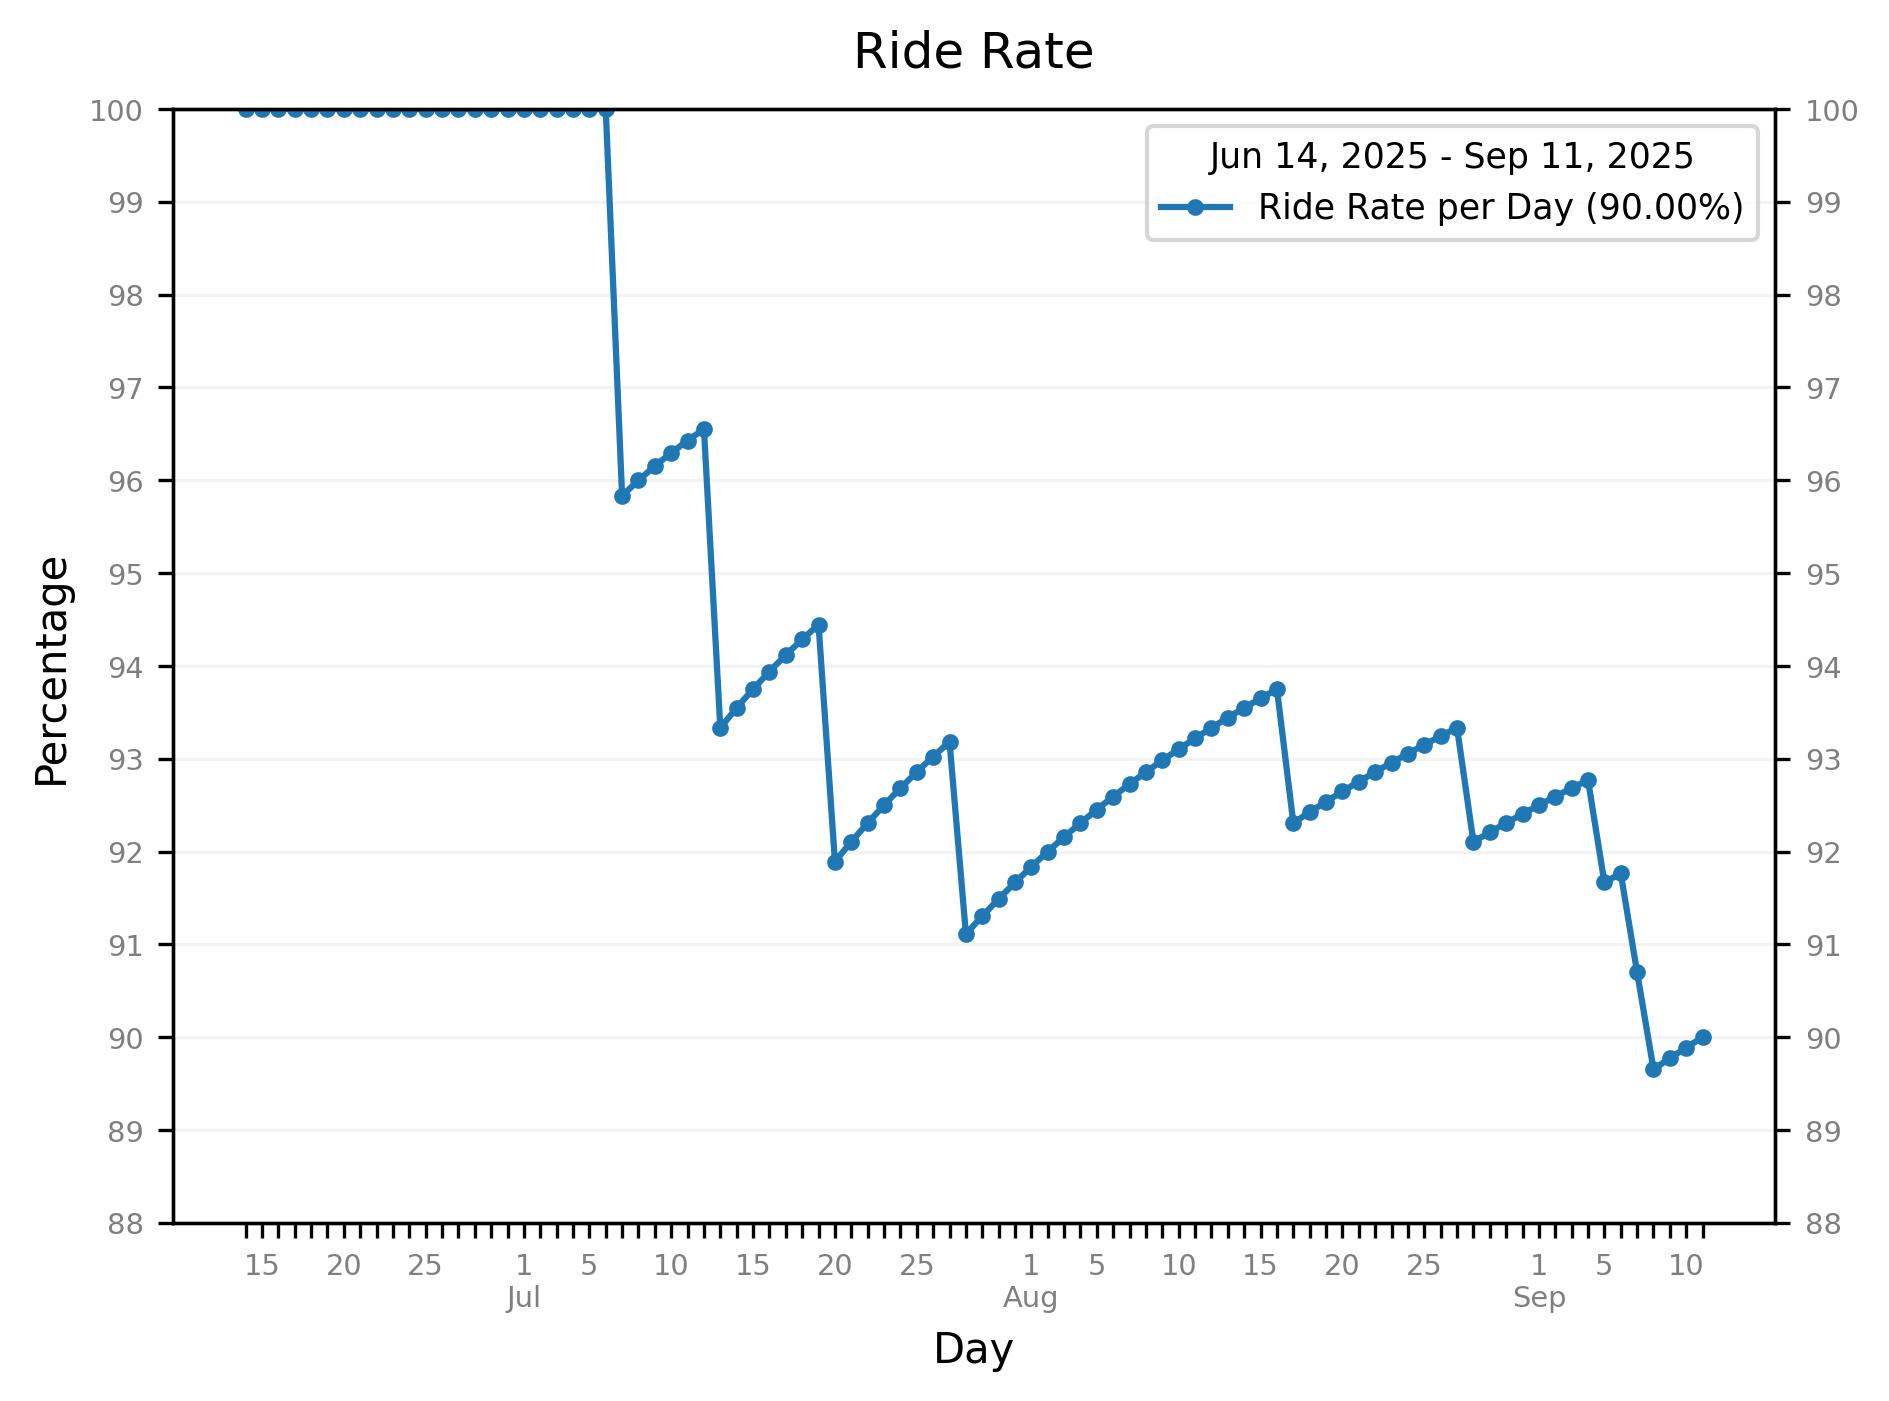 Ride Rate
Jun 14, 2025 - Sep 11, 2025
Ride Rate per Day (90.00%)
100 100
99 99
98 98
97 97
96 96
95 95
94 94
93 93
92 92
91 91
90 90
89 89
88 88
Percentage
15 20 25 1 5 10 15 20 25 1 5 10 15 20 25 1 5 10
Jul Aug Sep
Day